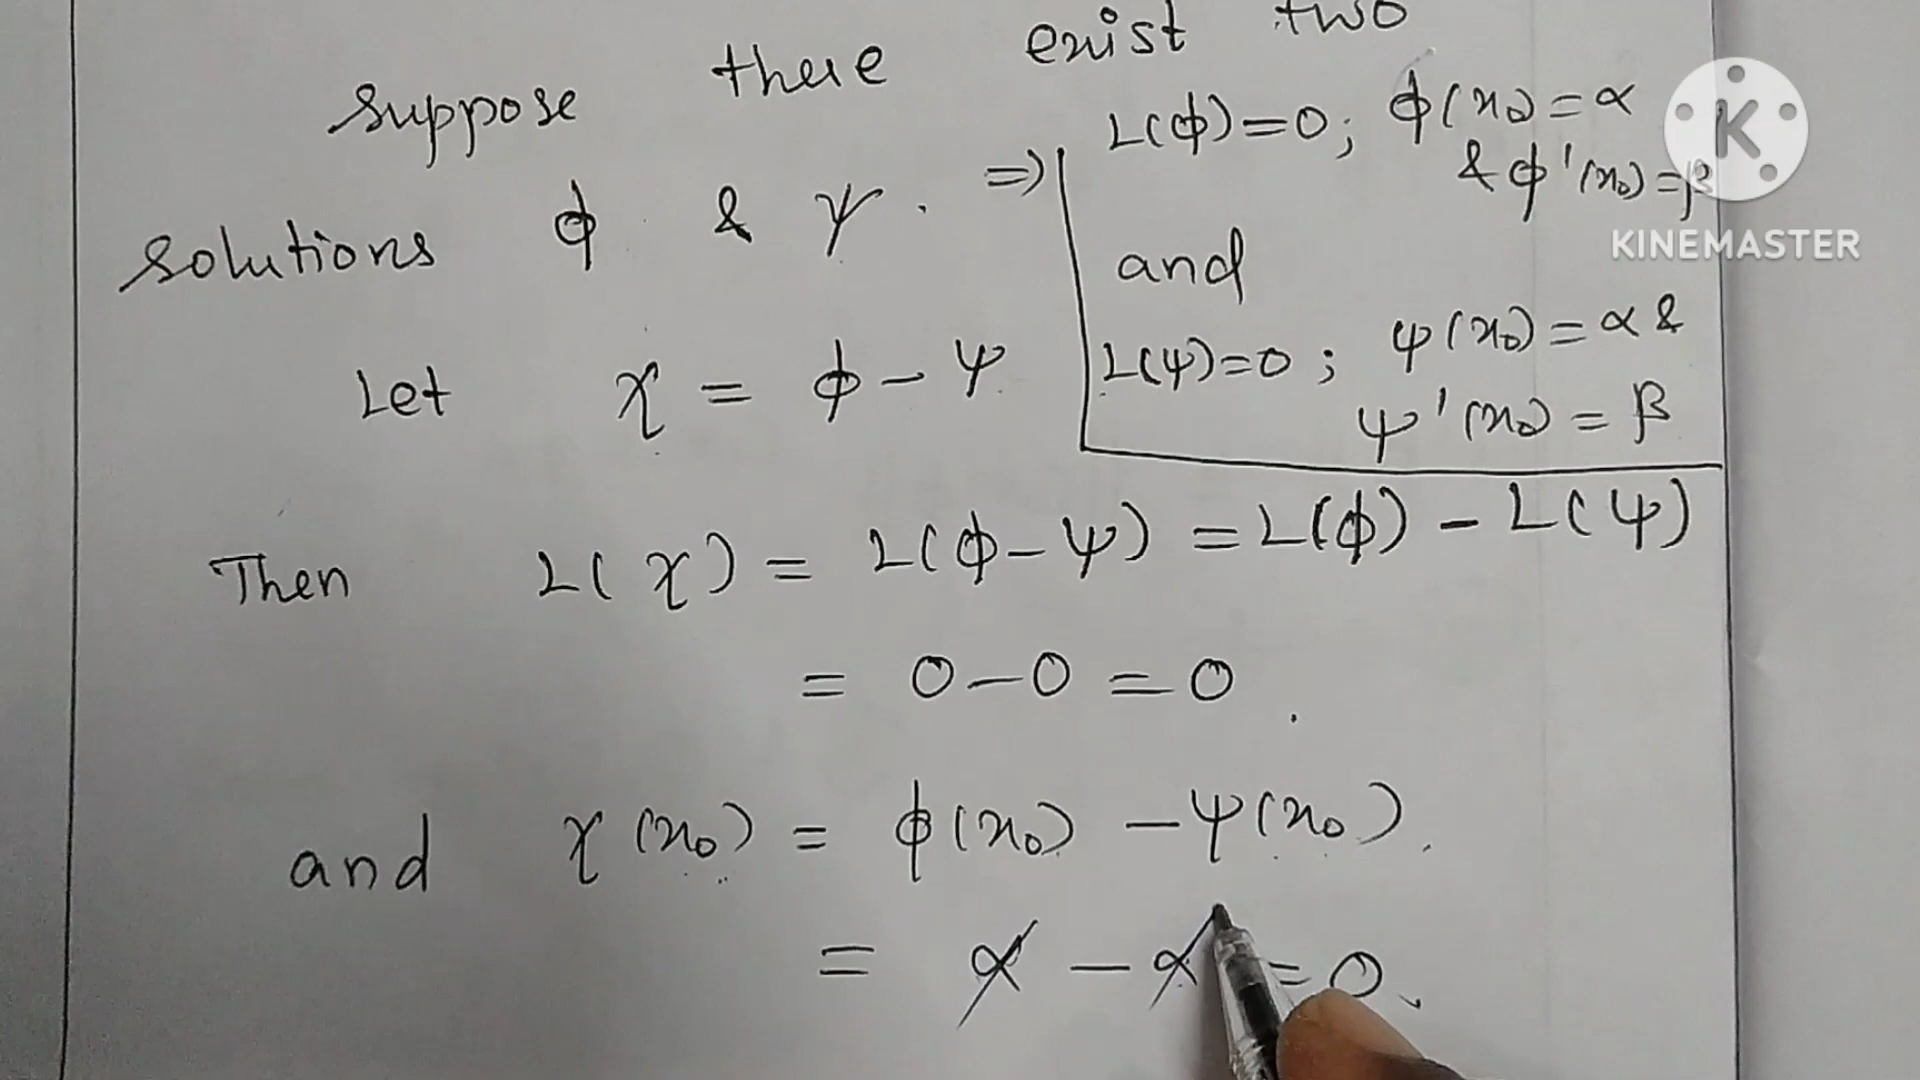 Suppose there exist two
solutions ϕ & ψ. ⇒
L(ϕ)=0; ϕ(x₀)=α
& ϕ'(x₀)=β
and
L(ψ)=0; ψ(x₀)=α &
ψ'(x₀)=β
Let χ = ϕ-ψ
Then L(χ) = L(ϕ-ψ) = L(ϕ) - L(ψ)
= 0-0 = 0.
and χ(x₀) = ϕ(x₀) - ψ(x₀).
= α - α = 0.
K
KINEMASTER